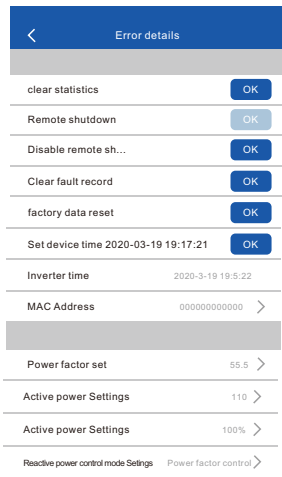 Error details
clear statistics OK
Remote shutdown OK
Disable remote sh...
OK
Clear fault record OK
factory data reset OK
Set device time 2020-03-19 19:17:21 OK
Inverter time 2020-3-19 19:5:22
MAC Address 000000000000
Power factor set 55.5
Active power Settings 110
Active power Settings 100%
Reactive power control mode Setings Power factor control